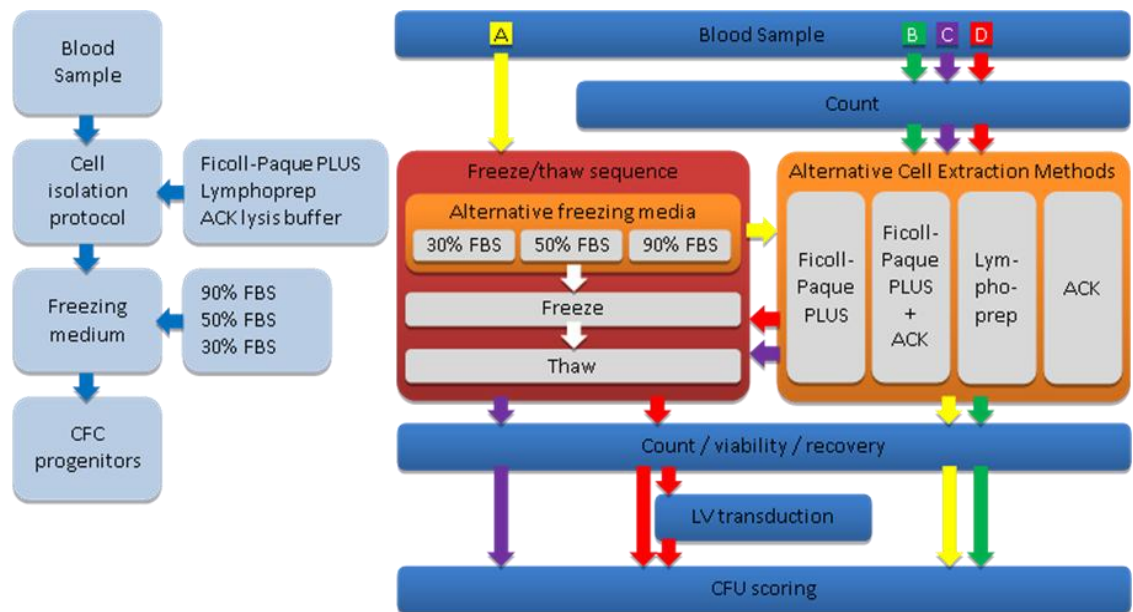 Blood
Sample
Cell
isolation
protocol
Ficoll-Paque PLUS
Lymphoprep
ACK lysis buffer
Freezing
medium
90% FBS
50% FBS
30% FBS
CFC
progenitors
A
Blood Sample
B
C
D
Count
Freeze/thaw sequence
Alternative freezing media
30% FBS
50% FBS
90% FBS
Freeze
Thaw
Alternative Cell Extraction Methods
Ficoll-
Paque
PLUS
Ficoll-
Paque
PLUS
+
ACK
Lym-
pho-
prep
ACK
Count / viability / recovery
LV transduction
CFU scoring